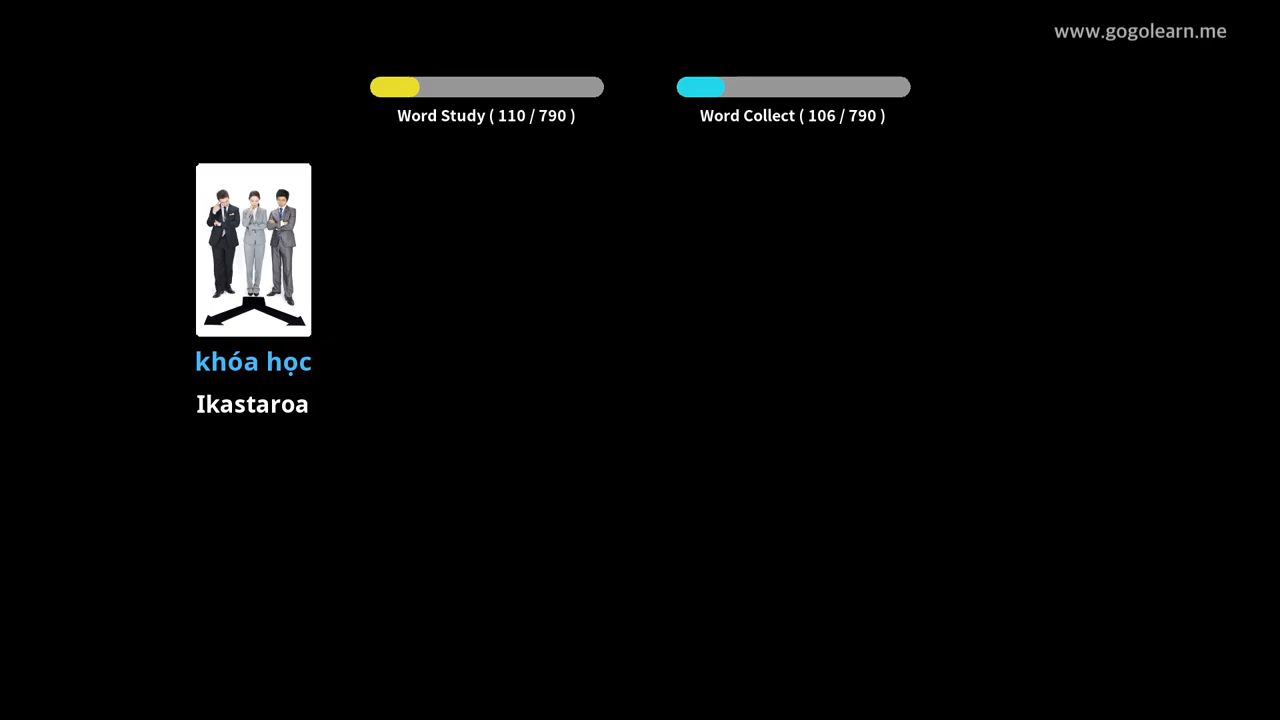 www.gogolearn.me
Word Study ( 110 / 790 )
Word Collect ( 106 / 790 )
khóa học
Ikastaroa